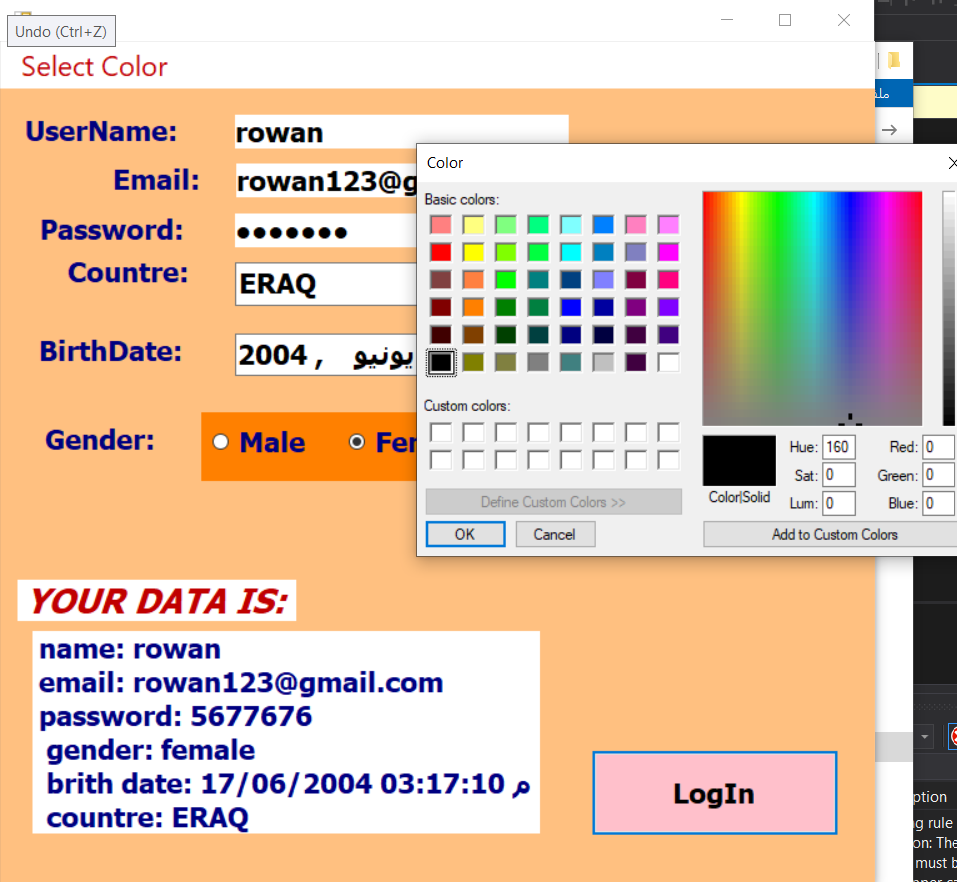 Undo (Ctrl+Z)
Select Color
UserName:
rowan
Email:
rowan123@g
Password:
●●●●●●●
Countre:
ERAQ
BirthDate:
2004 , يونيو
Gender:
Male
Fer
YOUR DATA IS:
name: rowan
email: rowan123@gmail.com
password: 5677676
gender: female
brith date: 17/06/2004 03:17:10 م
countre: ERAQ
LogIn
Color
Basic colors:
Custom colors:
Define Custom Colors >>
OK
Cancel
Color|Solid
Hue: 160
Sat: 0
Lum: 0
Red: 0
Green: 0
Blue: 0
Add to Custom Colors
ption
ng rule
on: The
must b